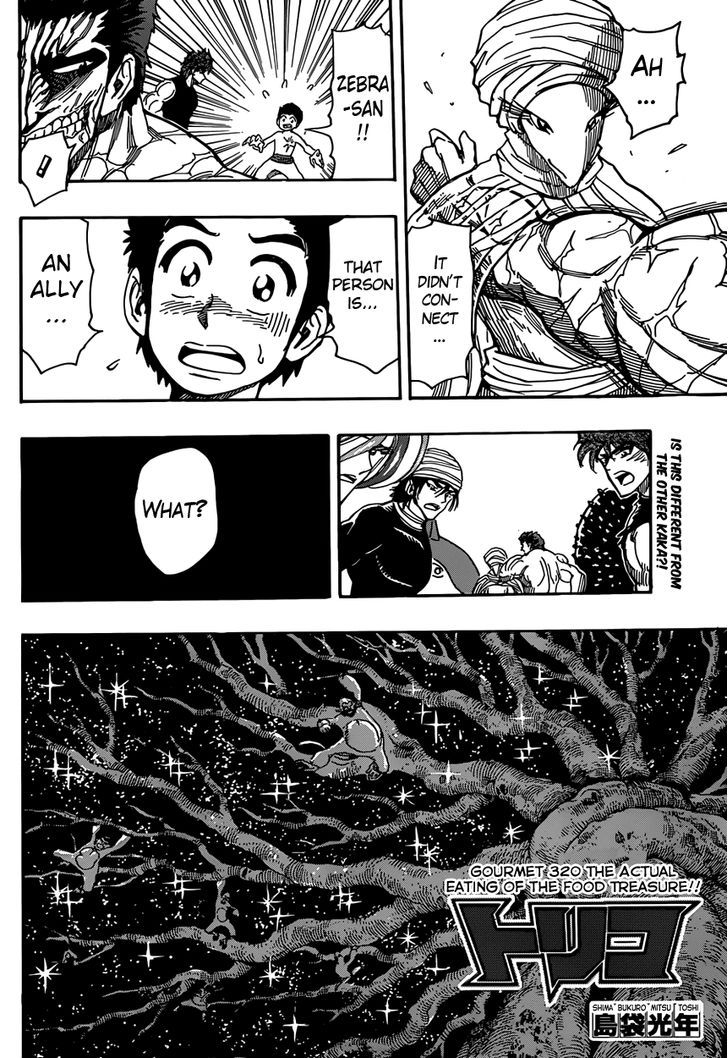 AH
...
IT
DIDN'T
CON-
NECT
...
ZEBRA
-SAN
!!
!
THAT
PERSON
IS...
AN
ALLY
...
IS THIS DIFFERENT FROM
THE OTHER KAKA?!
WHAT?
GOURMET 320 THE ACTUAL
EATING OF THE FOOD TREASURE!!
トリコ
SHIMA BUKURO MITSU TOSHI
島袋光年